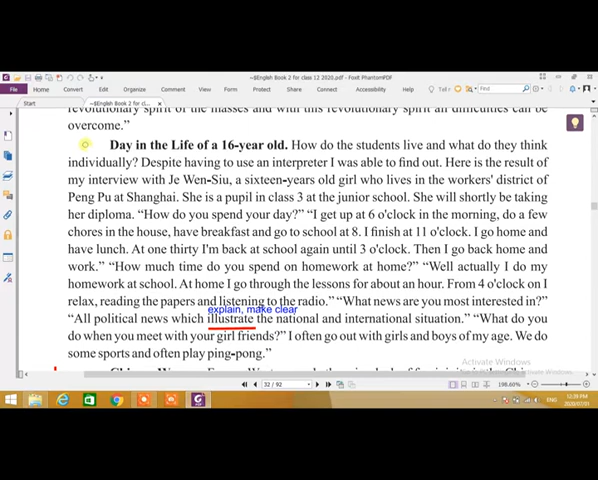 ~$English Book 2 for class 12 2020.pdf - Foxit PhantomPDF
File Home Convert Edit Organize Comment View Form Protect Share Connect Accessibility Help
Find
Start ~$English Book 2 for clas...
revolutionary spirit of the masses and with this revolutionary spirit all difficulties can be
overcome."
Day in the Life of a 16-year old. How do the students live and what do they think
individually? Despite having to use an interpreter I was able to find out. Here is the result of
my interview with Je Wen-Siu, a sixteen-years old girl who lives in the workers' district of
Peng Pu at Shanghai. She is a pupil in class 3 at the junior school. She will shortly be taking
her diploma. "How do you spend your day?" "I get up at 6 o'clock in the morning, do a few
chores in the house, have breakfast and go to school at 8. I finish at 11 o'clock. I go home and
have lunch. At one thirty I'm back at school again until 3 o'clock. Then I go back home and
work." "How much time do you spend on homework at home?" "Well actually I do my
homework at school. At home I go through the lessons for about an hour. From 4 o'clock on I
relax, reading the papers and listening to the radio." "What news are you most interested in?"
explain, make clear
"All political news which illustrate the national and international situation." "What do you
do when you meet with your girl friends?" I often go out with girls and boys of my age. We do
some sports and often play ping-pong."
Activate Windows
32 / 92
198.60%
ENG
12:39 PM
2020/07/01